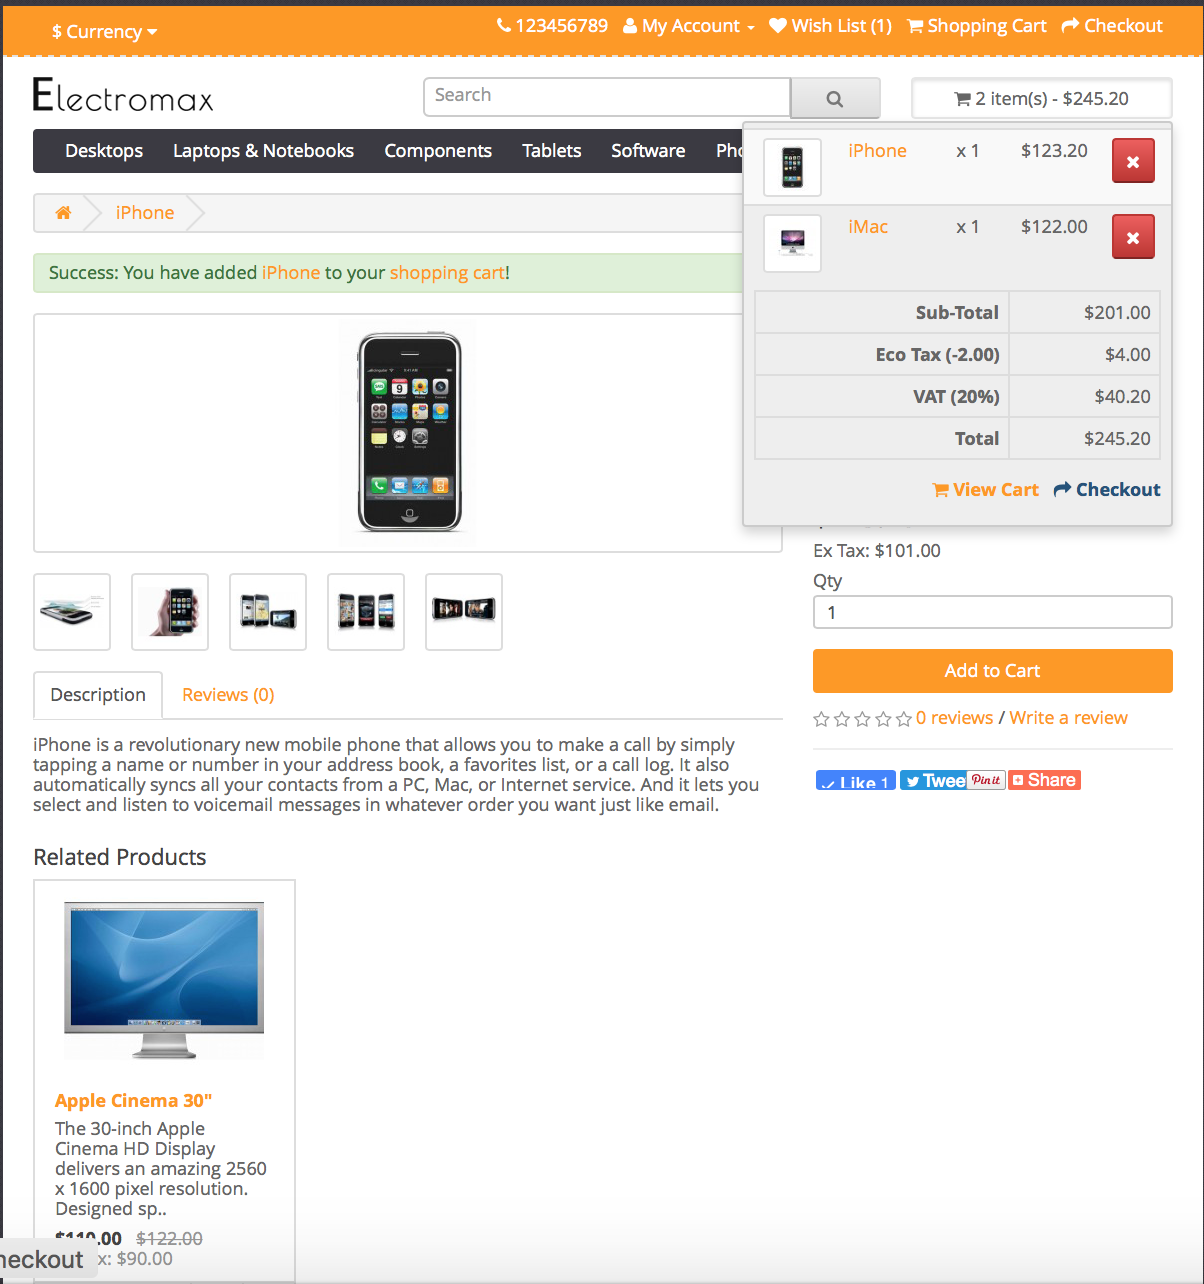 $ Currency
123456789 My Account Wish List (1) Shopping Cart Checkout
Electromax
Search
2 item(s) - $245.20
Desktops Laptops & Notebooks Components Tablets Software Pho
iPhone x 1 $123.20
iMac x 1 $122.00
Sub-Total $201.00
Eco Tax (-2.00) $4.00
VAT (20%) $40.20
Total $245.20
View Cart Checkout
iPhone
Success: You have added iPhone to your shopping cart!
Ex Tax: $101.00
Qty
1
Add to Cart
0 reviews / Write a review
Like 1 Twee Pinit Share
Description Reviews (0)
iPhone is a revolutionary new mobile phone that allows you to make a call by simply
tapping a name or number in your address book, a favorites list, or a call log. It also
automatically syncs all your contacts from a PC, Mac, or Internet service. And it lets you
select and listen to voicemail messages in whatever order you want just like email.
Related Products
Apple Cinema 30"
The 30-inch Apple
Cinema HD Display
delivers an amazing 2560
x 1600 pixel resolution.
Designed sp..
$110.00 $122.00
x: $90.00
heckout